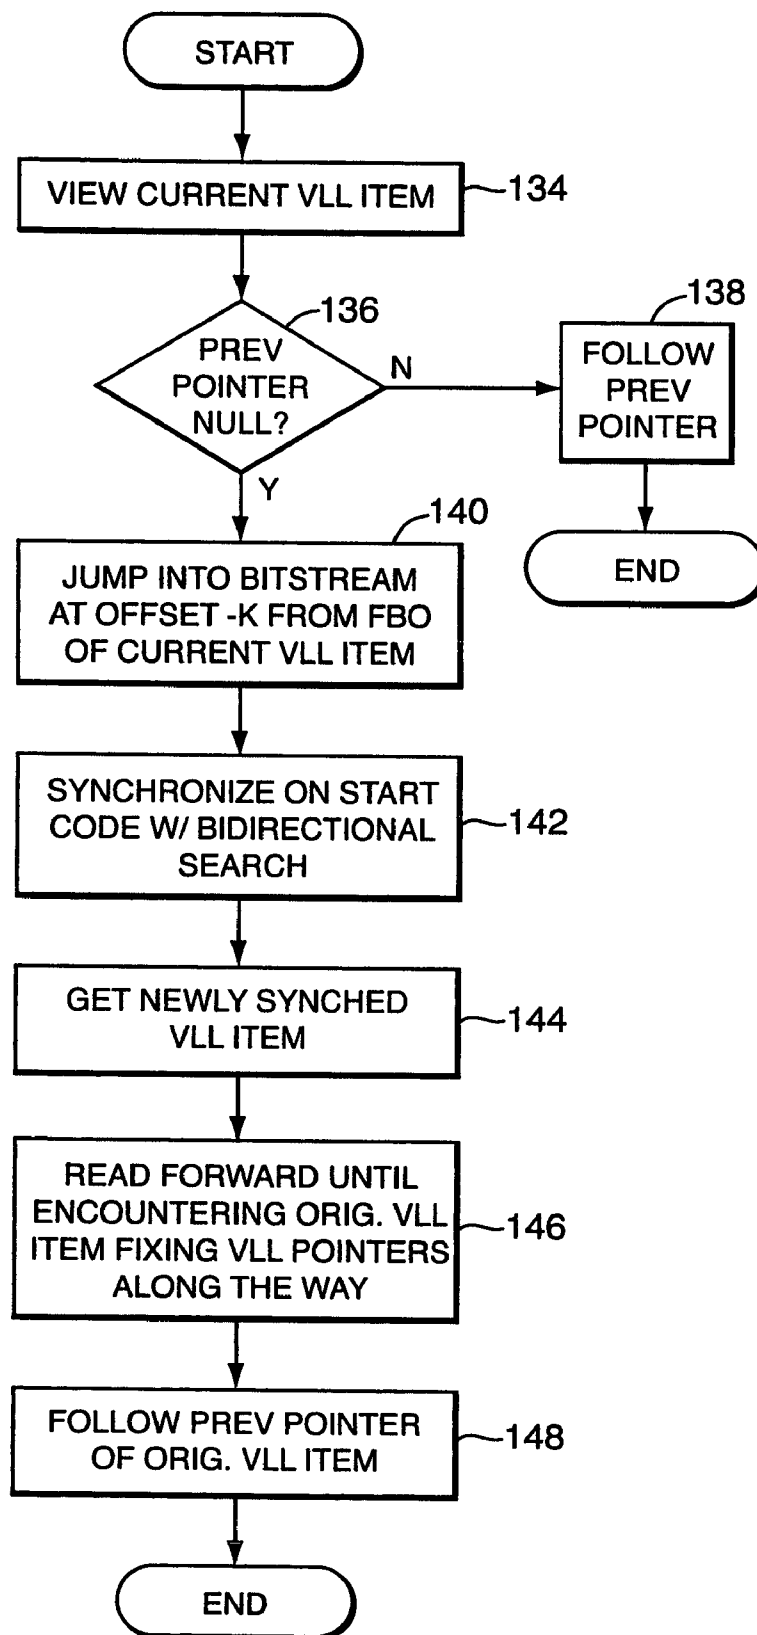 START
VIEW CURRENT VLL ITEM
134
136
PREV
POINTER
NULL?
N
138
FOLLOW
PREV
POINTER
END
Y
140
JUMP INTO BITSTREAM
AT OFFSET -K FROM FBO
OF CURRENT VLL ITEM
SYNCHRONIZE ON START
CODE W/ BIDIRECTIONAL
SEARCH
142
GET NEWLY SYNCHED
VLL ITEM
144
READ FORWARD UNTIL
ENCOUNTERING ORIG. VLL
ITEM FIXING VLL POINTERS
ALONG THE WAY
146
FOLLOW PREV POINTER
OF ORIG. VLL ITEM
148
END